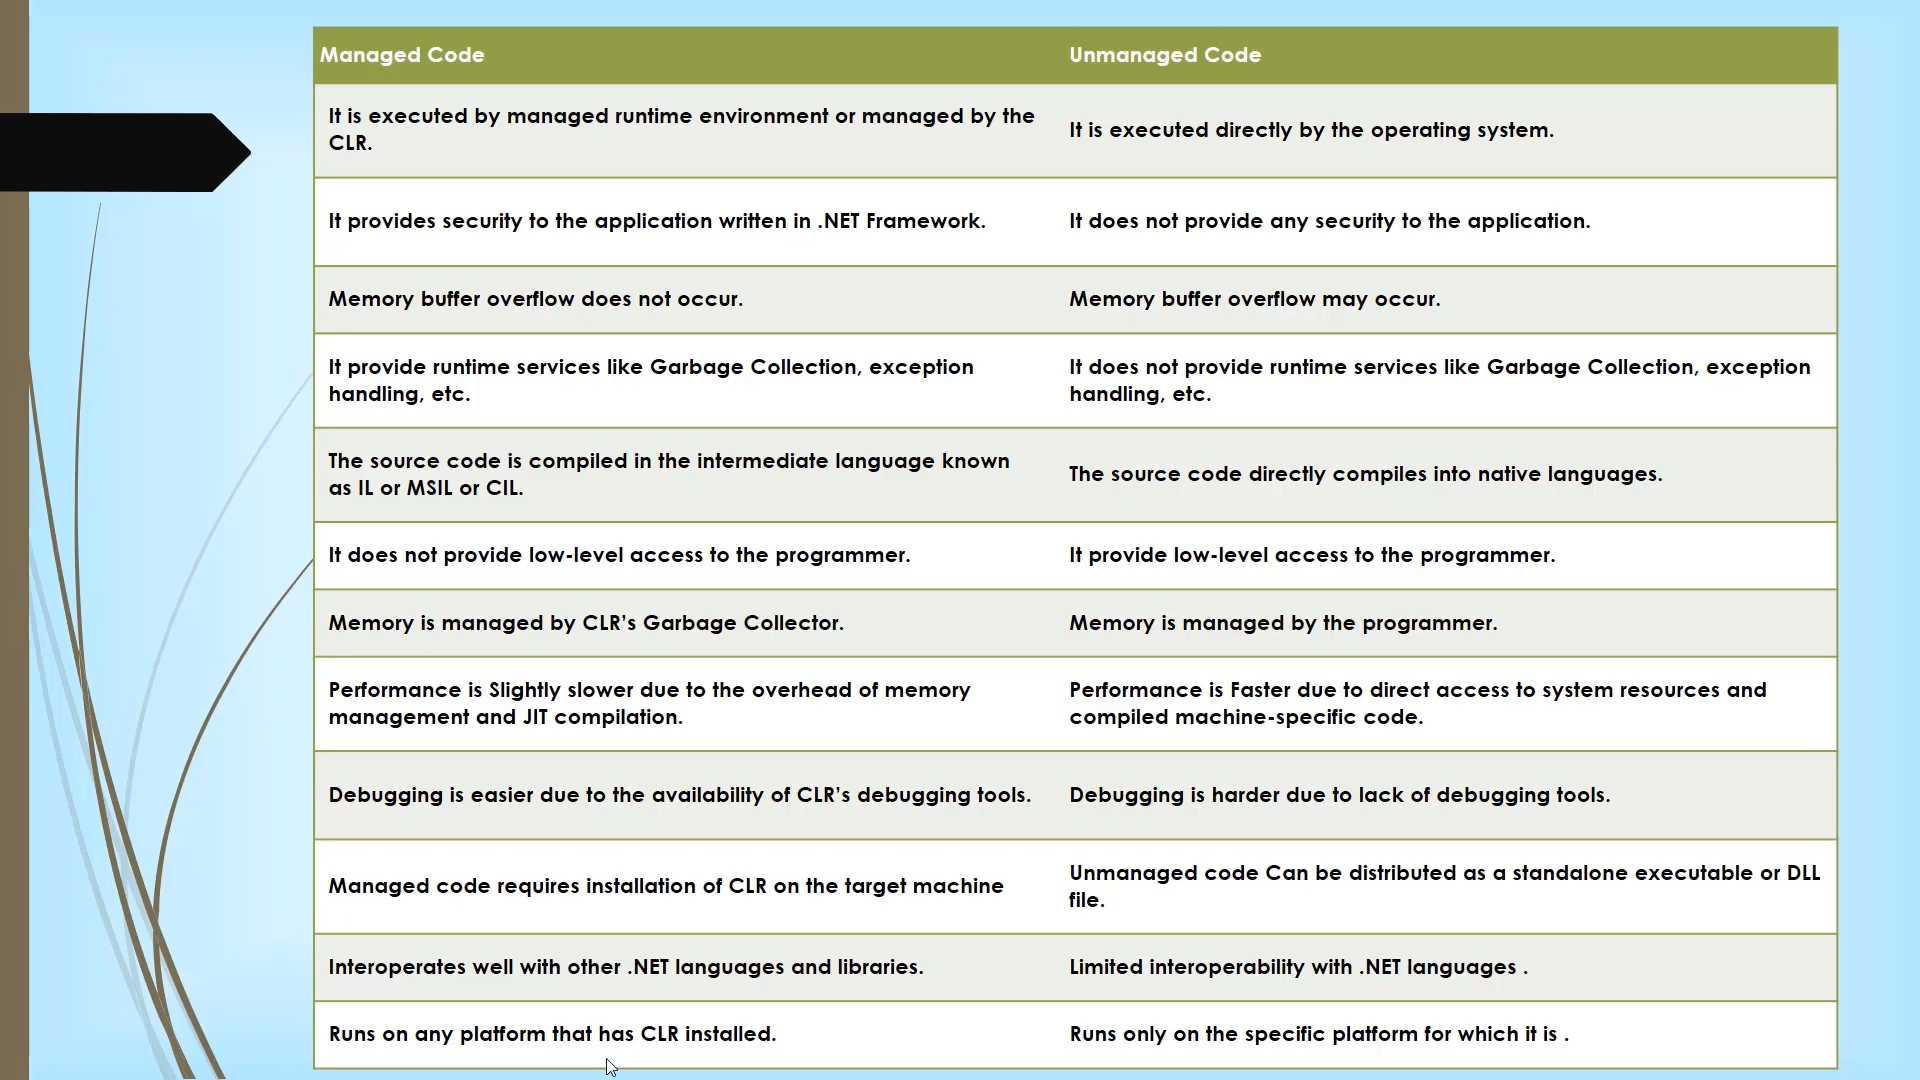 Managed Code
Unmanaged Code
It is executed by managed runtime environment or managed by the
CLR.
It is executed directly by the operating system.
It provides security to the application written in .NET Framework.
It does not provide any security to the application.
Memory buffer overflow does not occur.
Memory buffer overflow may occur.
It provide runtime services like Garbage Collection, exception
handling, etc.
It does not provide runtime services like Garbage Collection, exception
handling, etc.
The source code is compiled in the intermediate language known
as IL or MSIL or CIL.
The source code directly compiles into native languages.
It does not provide low-level access to the programmer.
It provide low-level access to the programmer.
Memory is managed by CLR’s Garbage Collector.
Memory is managed by the programmer.
Performance is Slightly slower due to the overhead of memory
management and JIT compilation.
Performance is Faster due to direct access to system resources and
compiled machine-specific code.
Debugging is easier due to the availability of CLR’s debugging tools.
Debugging is harder due to lack of debugging tools.
Managed code requires installation of CLR on the target machine
Unmanaged code Can be distributed as a standalone executable or DLL
file.
Interoperates well with other .NET languages and libraries.
Limited interoperability with .NET languages .
Runs on any platform that has CLR installed.
Runs only on the specific platform for which it is .